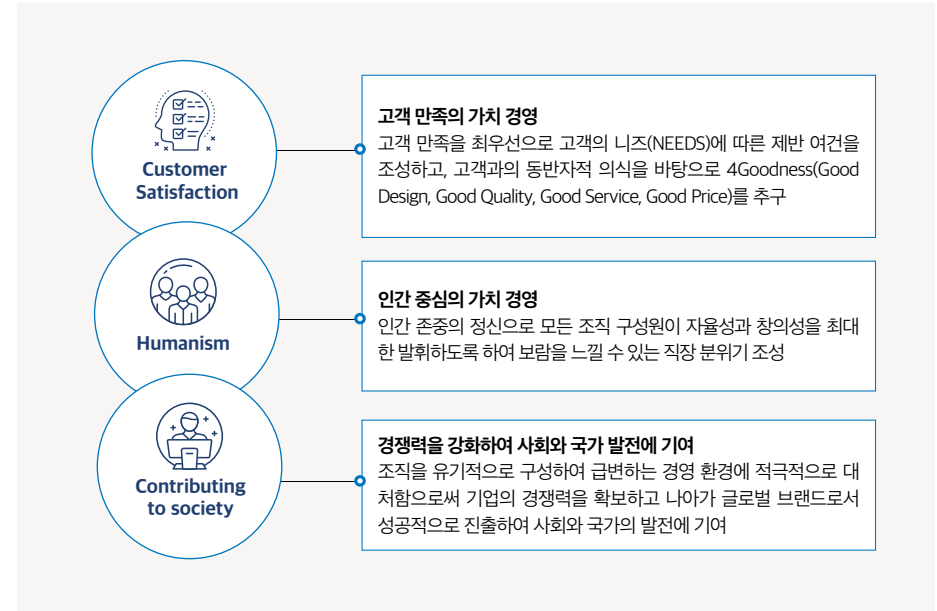 Customer
Satisfaction
고객 만족의 가치 경영
고객 만족을 최우선으로 고객의 니즈(NEEDS)에 따른 제반 여건을
조성하고, 고객과의 동반자적 의식을 바탕으로 4Goodness(Good
Design, Good Quality, Good Service, Good Price)를 추구
Humanism
인간 중심의 가치 경영
인간 존중의 정신으로 모든 조직 구성원이 자율성과 창의성을 최대
한 발휘하도록 하여 보람을 느낄 수 있는 직장 분위기 조성
Contributing
to society
경쟁력을 강화하여 사회와 국가 발전에 기여
조직을 유기적으로 구성하여 급변하는 경영 환경에 적극적으로 대
처함으로써 기업의 경쟁력을 확보하고 나아가 글로벌 브랜드로서
성공적으로 진출하여 사회와 국가의 발전에 기여